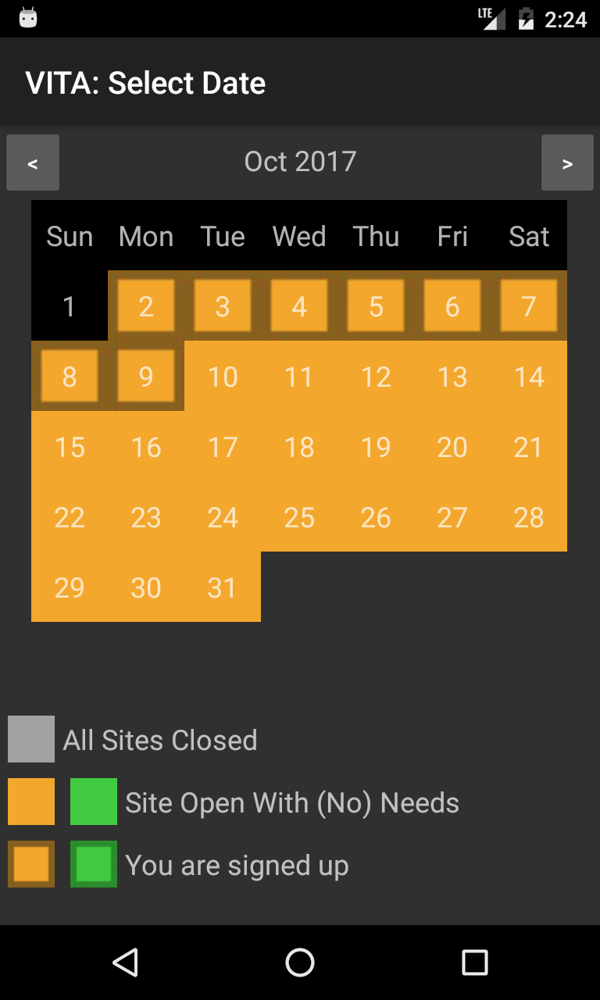 LTE 2:24
VITA: Select Date
< Oct 2017 >
Sun Mon Tue Wed Thu Fri Sat
1 2 3 4 5 6 7
8 9 10 11 12 13 14
15 16 17 18 19 20 21
22 23 24 25 26 27 28
29 30 31
All Sites Closed
Site Open With (No) Needs
You are signed up